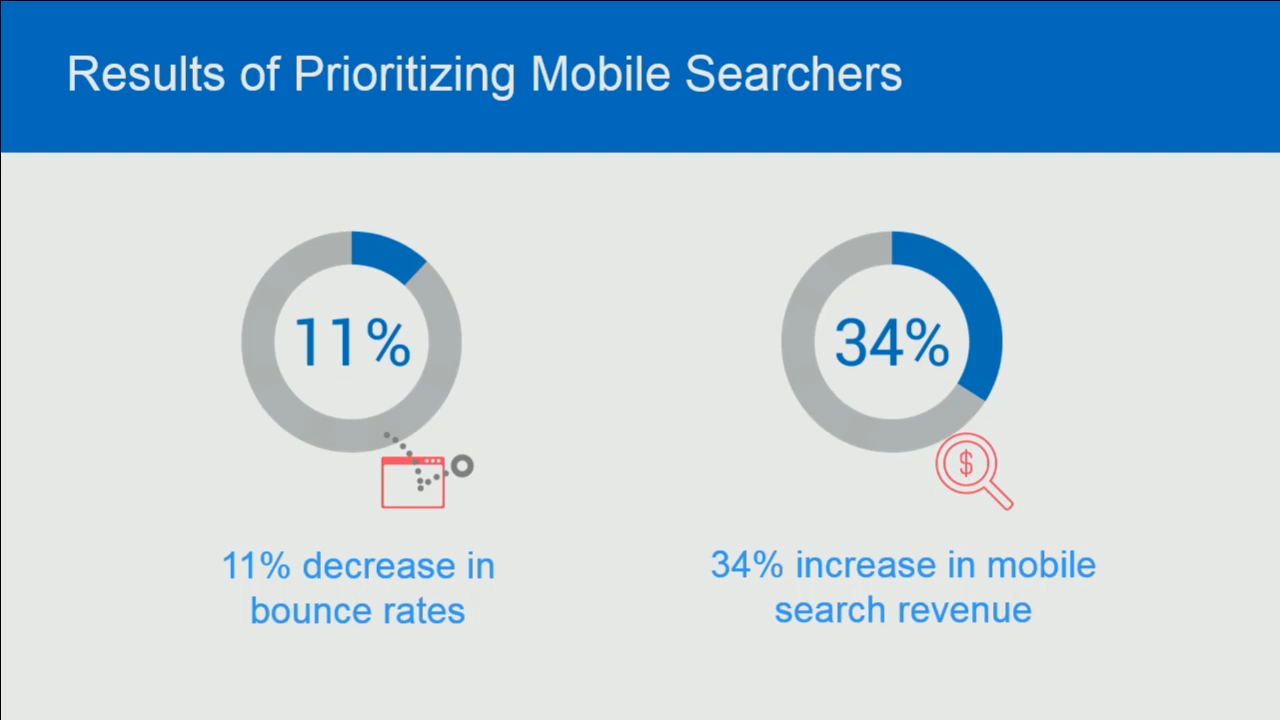 Results of Prioritizing Mobile Searchers
11%
34%
$
11% decrease in
bounce rates
34% increase in mobile
search revenue